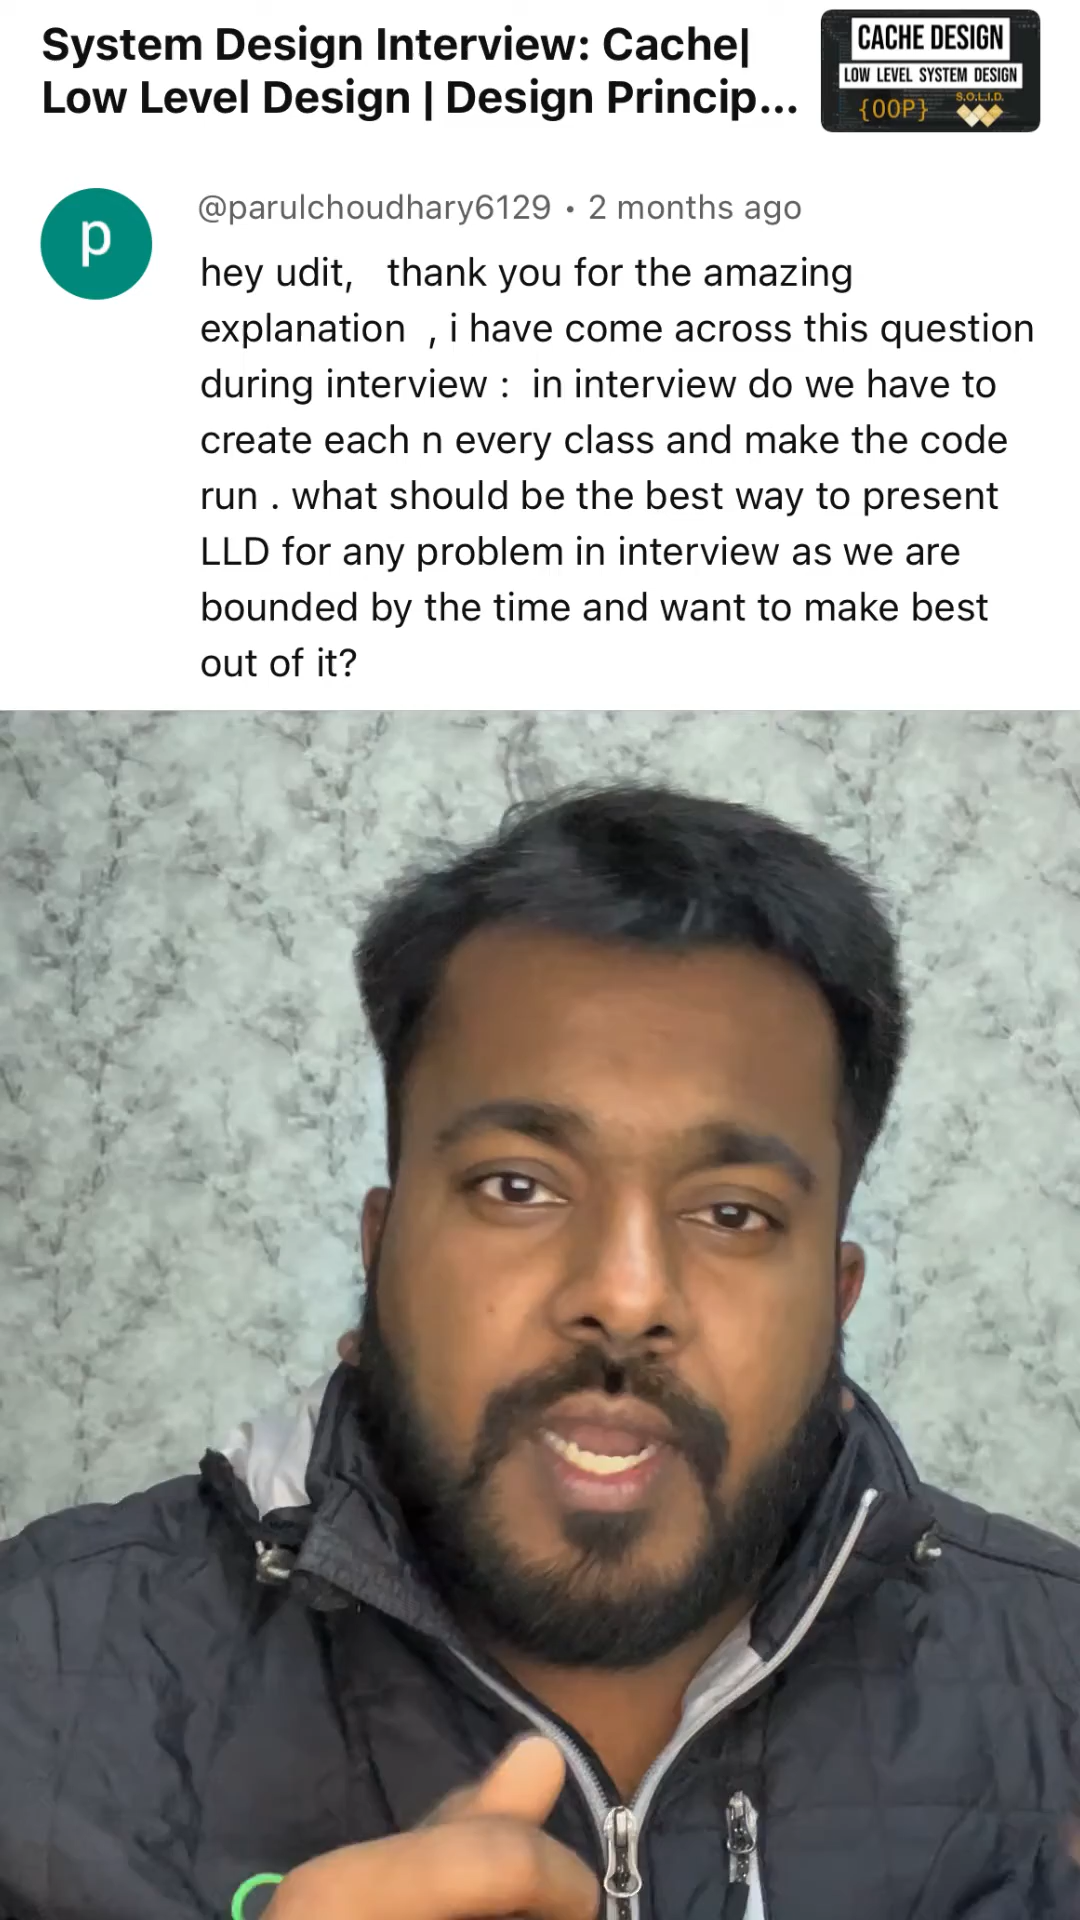 System Design Interview: Cache|
Low Level Design | Design Princip...
CACHE DESIGN
LOW LEVEL SYSTEM DESIGN
{OOP}
S.O.L.I.D.
p
@parulchoudhary6129 • 2 months ago
hey udit, thank you for the amazing
explanation , i have come across this question
during interview : in interview do we have to
create each n every class and make the code
run . what should be the best way to present
LLD for any problem in interview as we are
bounded by the time and want to make best
out of it?